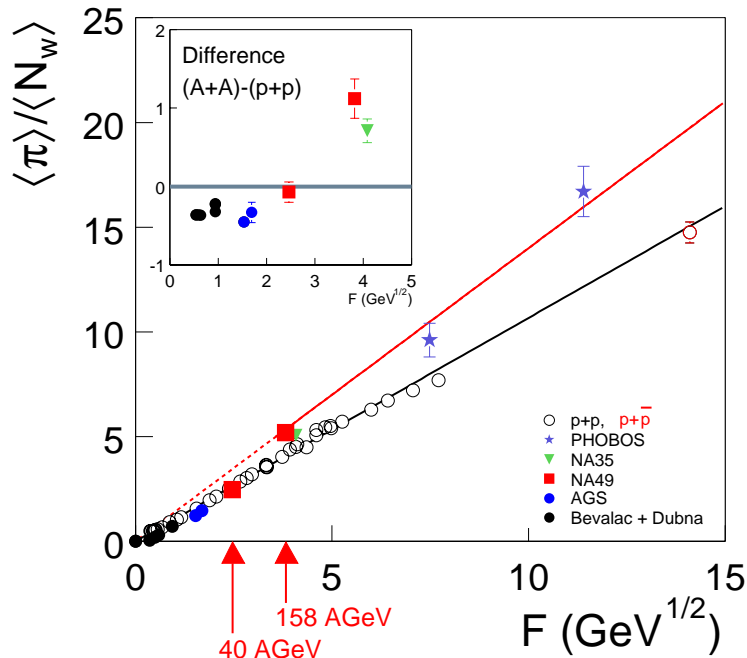 ⟨π⟩/⟨N_w⟩
25
20
15
10
5
0
Difference
(A+A)-(p+p)
1
0
-1
0 1 2 3 4 5
F (GeV^1/2)
p+p, p+p̅
PHOBOS
NA35
NA49
AGS
Bevalac + Dubna
0 5 10 15
158 AGeV
40 AGeV
F (GeV^1/2)